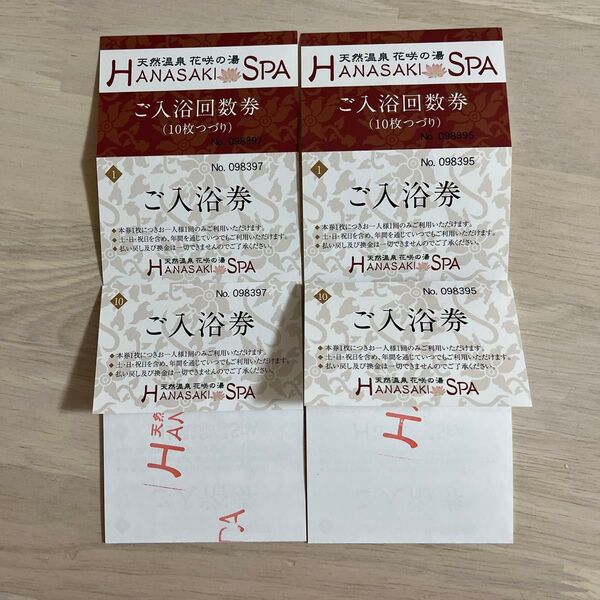 天然温泉 花咲の湯
HANASAKI SPA
ご入浴回数券
(10枚つづり)
No. 098397
1
No. 098397
ご入浴券
◆本券1枚につきお一人様1回のみご利用いただけます。
◆土・日・祝日を含め、年間を通じていつでもご利用いただけます。
◆払い戻し及び換金は一切できませんのでご了承ください。
天然温泉 花咲の湯
HANASAKI SPA
10
No. 098397
ご入浴券
◆本券1枚につきお一人様1回のみご利用いただけます。
◆土・日・祝日を含め、年間を通じていつでもご利用いただけます。
◆払い戻し及び換金は一切できませんのでご了承ください。
天然温泉 花咲の湯
HANASAKI SPA
天然
HANA
PA
天然温泉 花咲の湯
HANASAKI SPA
ご入浴回数券
(10枚つづり)
No. 098395
1
No. 098395
ご入浴券
◆本券1枚につきお一人様1回のみご利用いただけます。
◆土・日・祝日を含め、年間を通じていつでもご利用いただけます。
◆払い戻し及び換金は一切できませんのでご了承ください。
天然温泉 花咲の湯
HANASAKI SPA
10
No. 098395
ご入浴券
◆本券1枚につきお一人様1回のみご利用いただけます。
◆土・日・祝日を含め、年間を通じていつでもご利用いただけます。
◆払い戻し及び換金は一切できませんのでご了承ください。
天然温泉 花咲の湯
HANASAKI SPA
HA